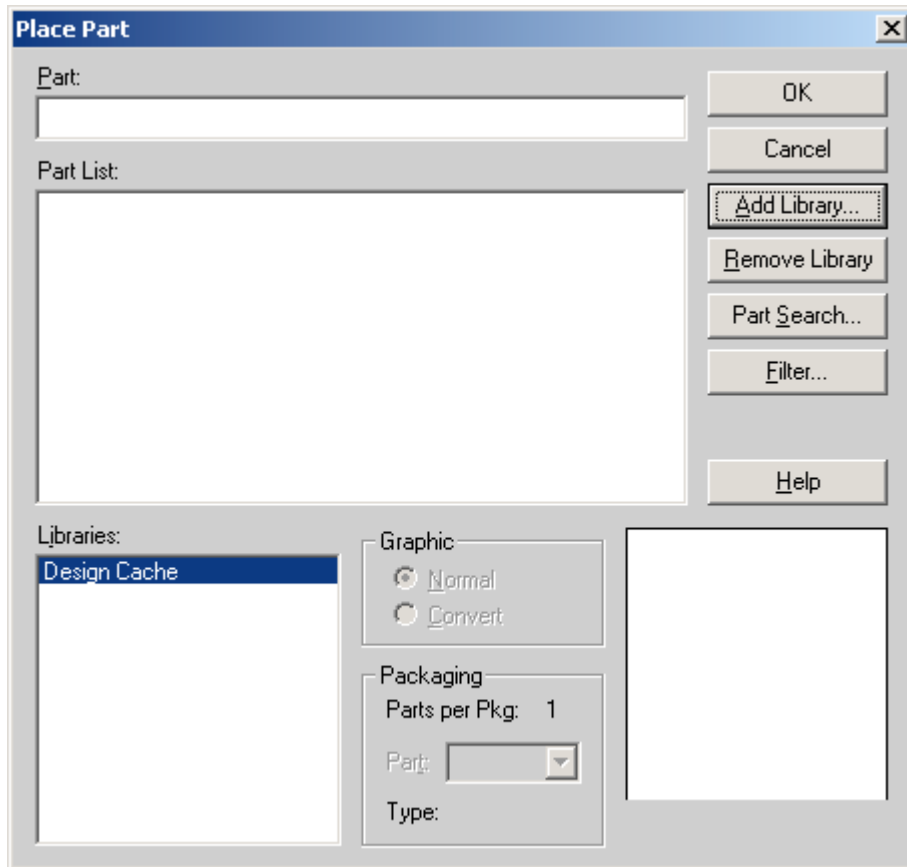 Place Part
Part:
OK
Cancel
Part List:
Add Library...
Remove Library
Part Search...
Filter...
Help
Libraries:
Design Cache
Graphic
Normal
Convert
Packaging
Parts per Pkg: 1
Part:
Type: